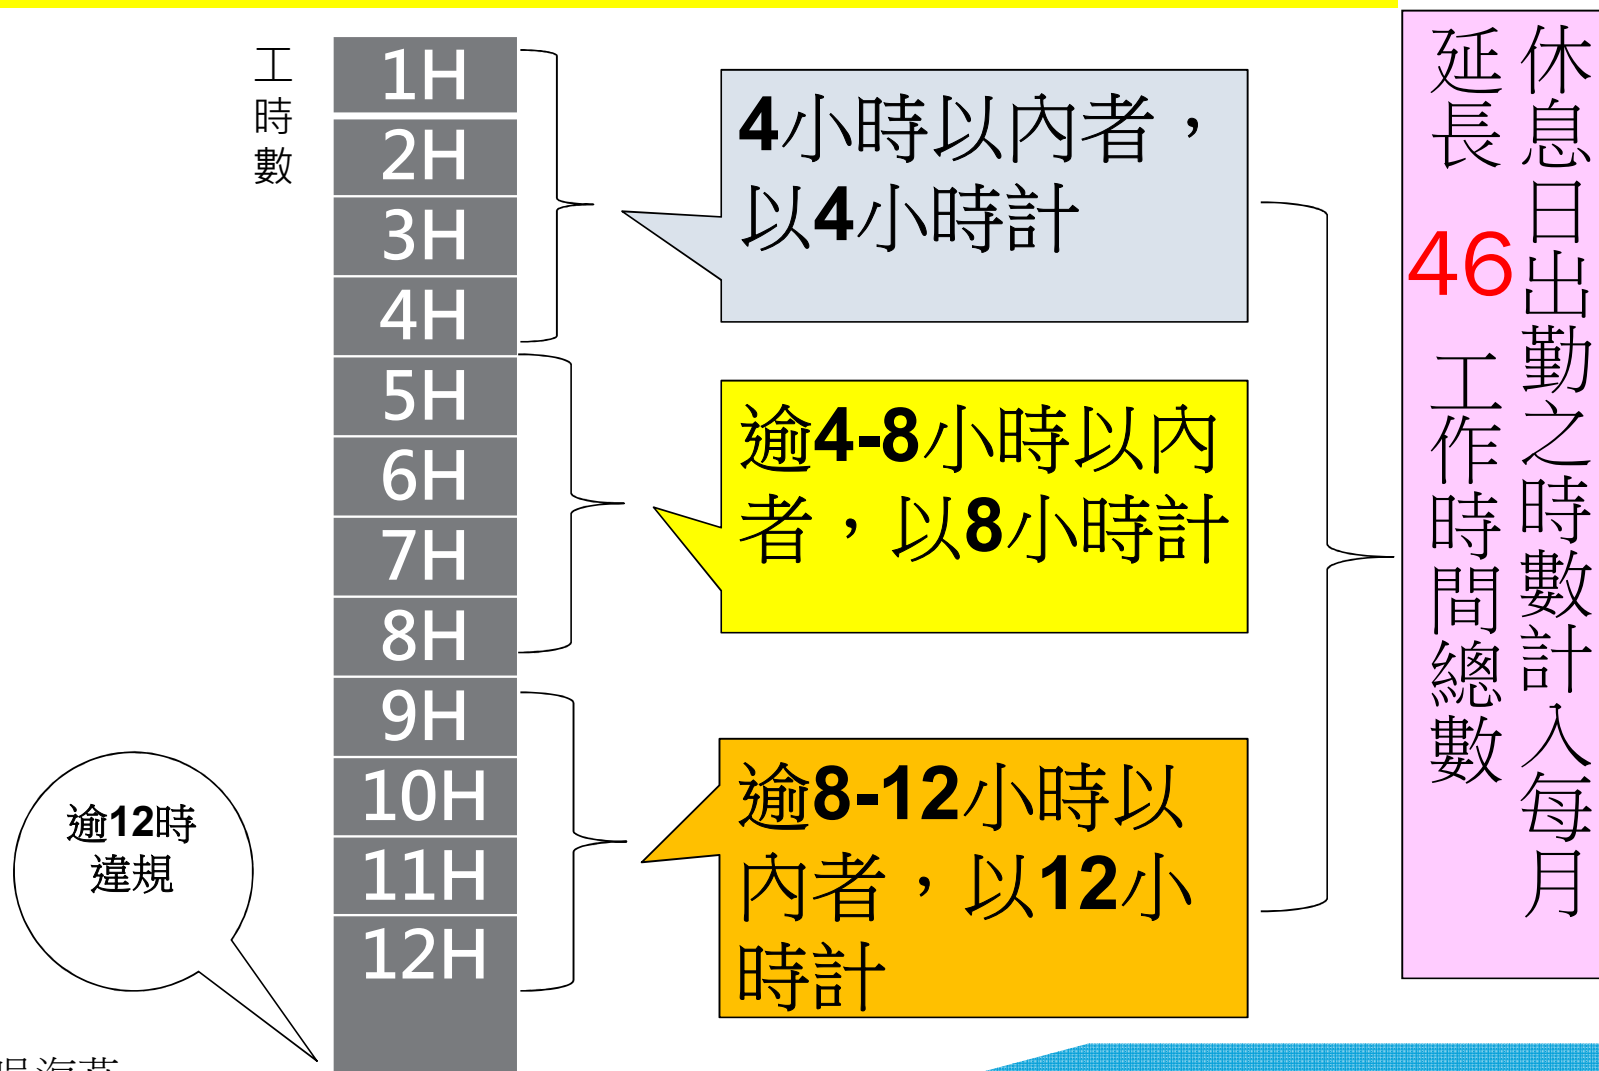 工時數
1H
2H
3H
4H
5H
6H
7H
8H
9H
10H
11H
12H
4小時以內者，
以4小時計
逾4-8小時以內
者，以8小時計
逾8-12小時以
內者，以12小
時計
逾12時
違規
休息日出勤之時數計入每月
延長 46 工作時間總數